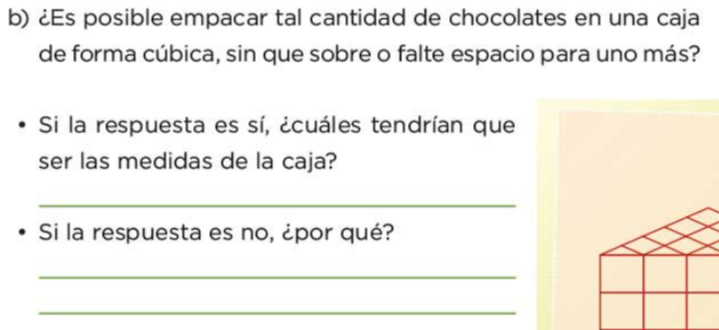 b) ¿Es posible empacar tal cantidad de chocolates en una caja
de forma cúbica, sin que sobre o falte espacio para uno más?
• Si la respuesta es sí, ¿cuáles tendrían que
ser las medidas de la caja?
• Si la respuesta es no, ¿por qué?